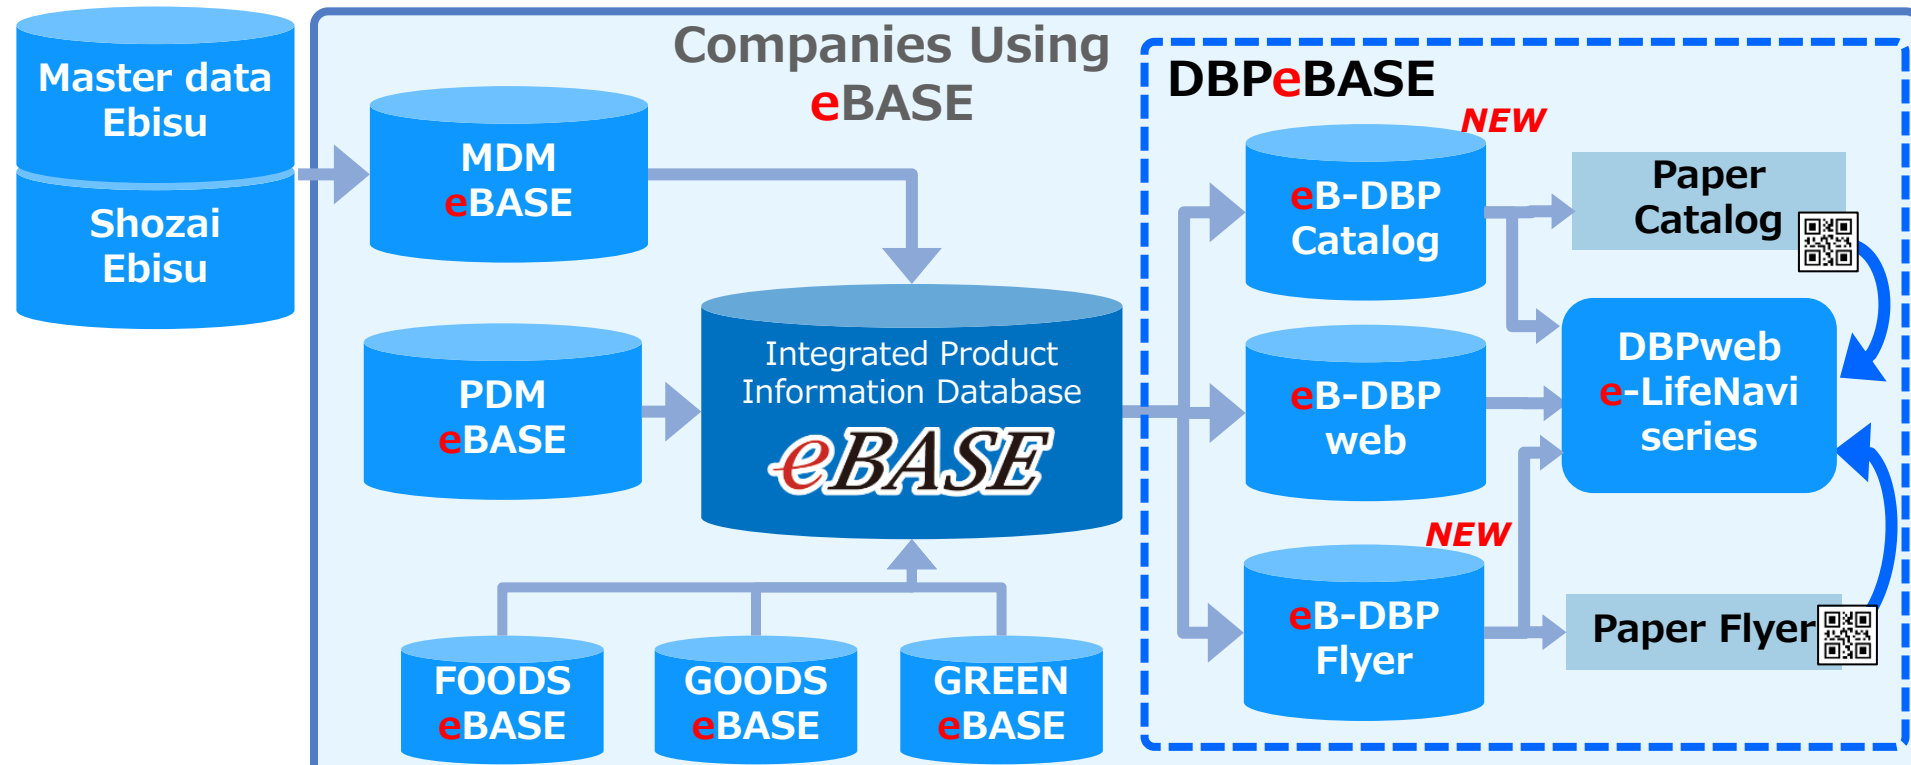 Master data
Ebisu
Shozai
Ebisu
Companies Using
eBASE
MDM
eBASE
PDM
eBASE
Integrated Product
Information Database
eBASE
FOODS
eBASE
GOODS
eBASE
GREEN
eBASE
DBPeBASE
NEW
eB-DBP
Catalog
Paper
Catalog
eB-DBP
web
DBPweb
e-LifeNavi
series
NEW
eB-DBP
Flyer
Paper Flyer